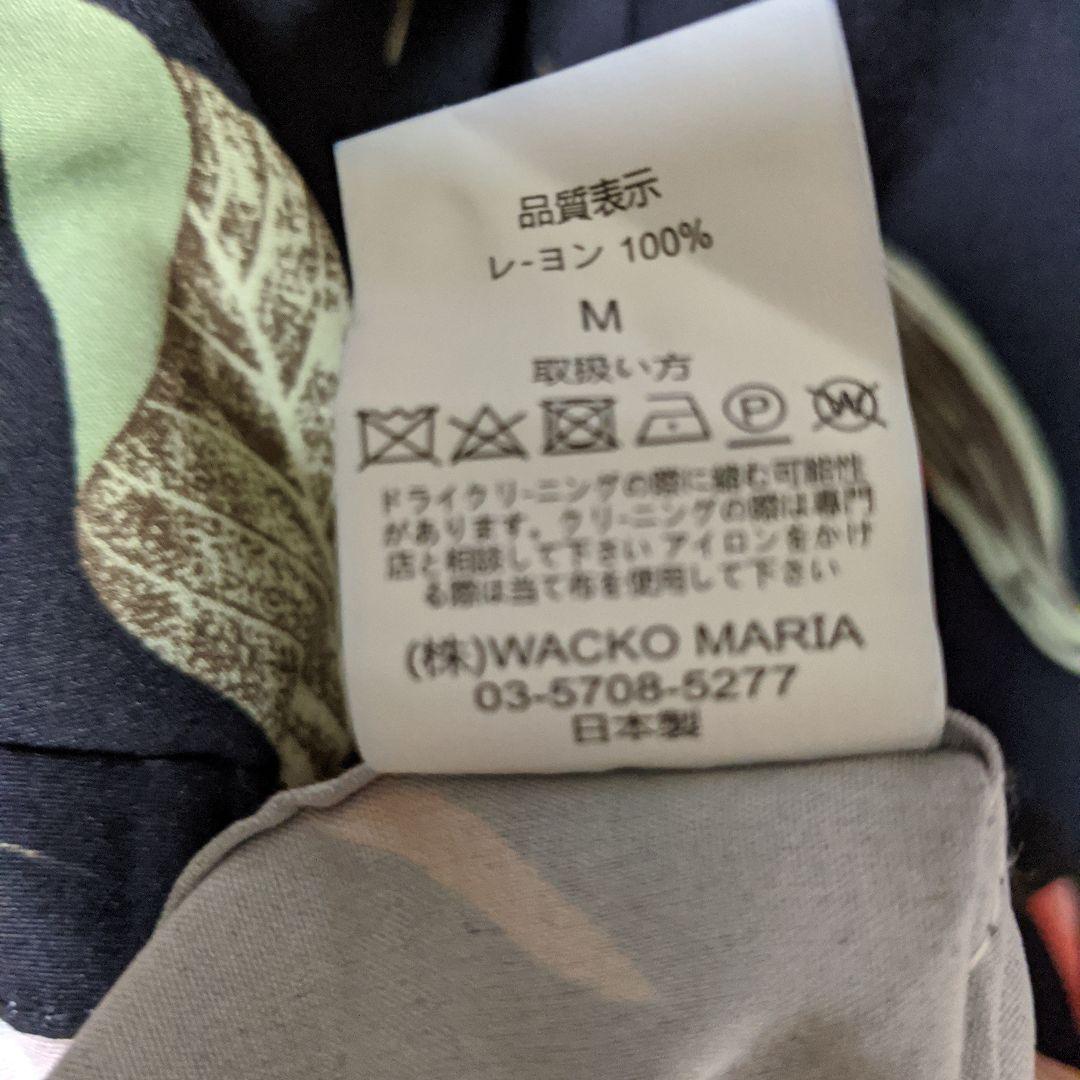 品質表示
レ-ヨン 100%
M
取扱い方
P W
ドライクリ-ニングの際に縮む可能性
があります。クリ-ニングの際は専門
店と相談して下さい アイロンをかけ
る際は当て布を使用して下さい
(株)WACKO MARIA
03-5708-5277
日本製